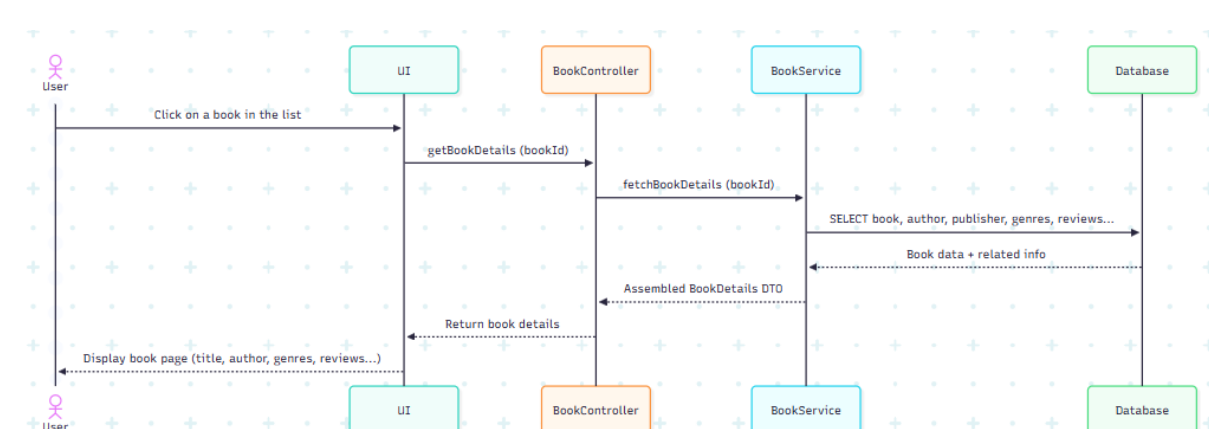 User
UI
BookController
BookService
Database
Click on a book in the list
getBookDetails (bookId)
fetchBookDetails (bookId)
SELECT book, author, publisher, genres, reviews...
Book data + related info
Assembled BookDetails DTO
Return book details
Display book page (title, author, genres, reviews...)
User
UI
BookController
BookService
Database